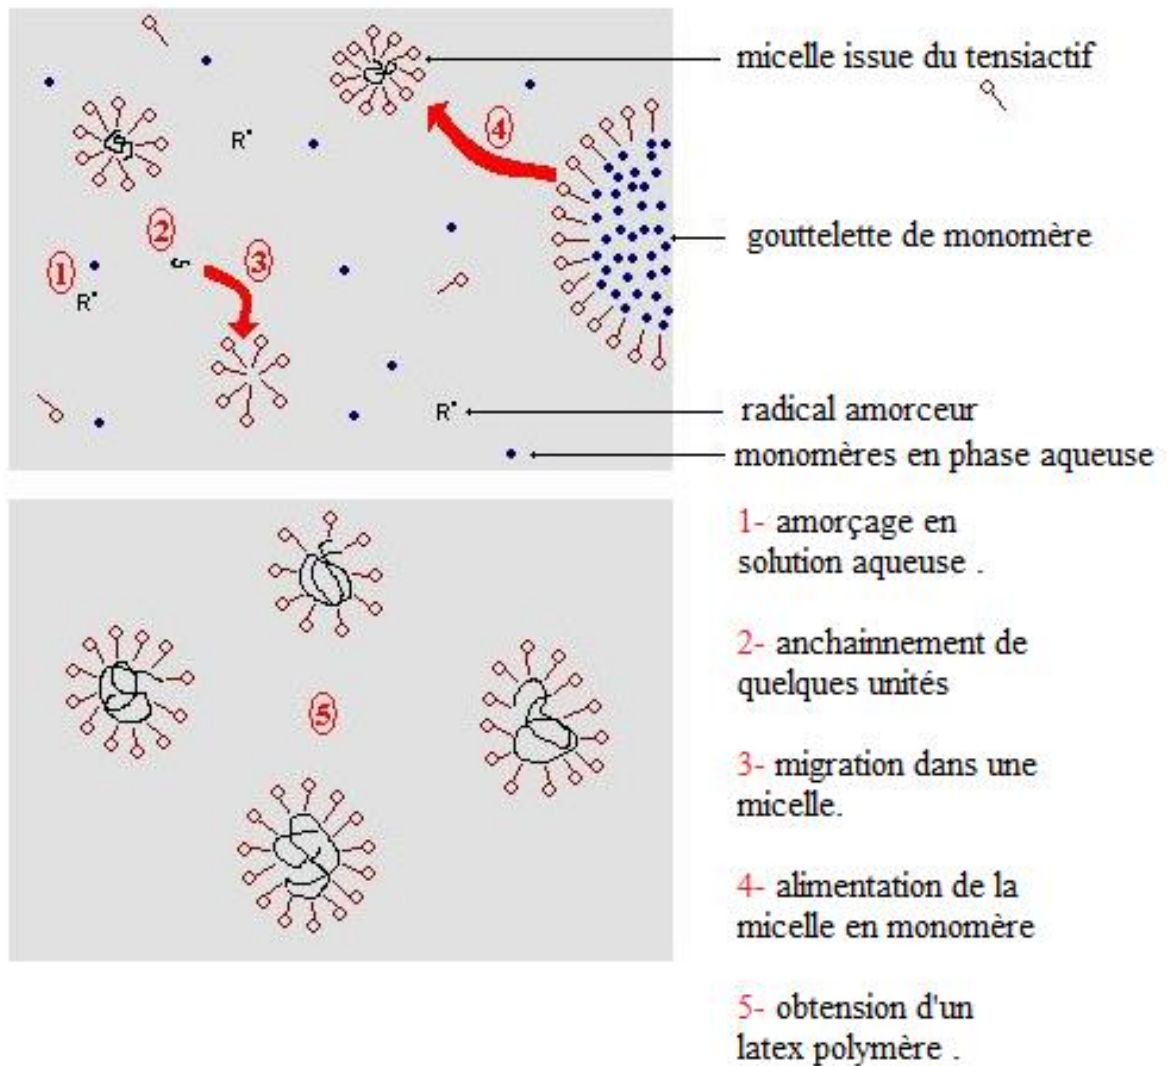 micelle issue du tensiactif
R•
4
2
gouttelette de monomère
1
3
R•
R•
radical amorceur
monomères en phase aqueuse
1- amorçage en
solution aqueuse .
2- anchainnement de
quelques unités
5
3- migration dans une
micelle.
4- alimentation de la
micelle en monomère
5- obtension d'un
latex polymère .